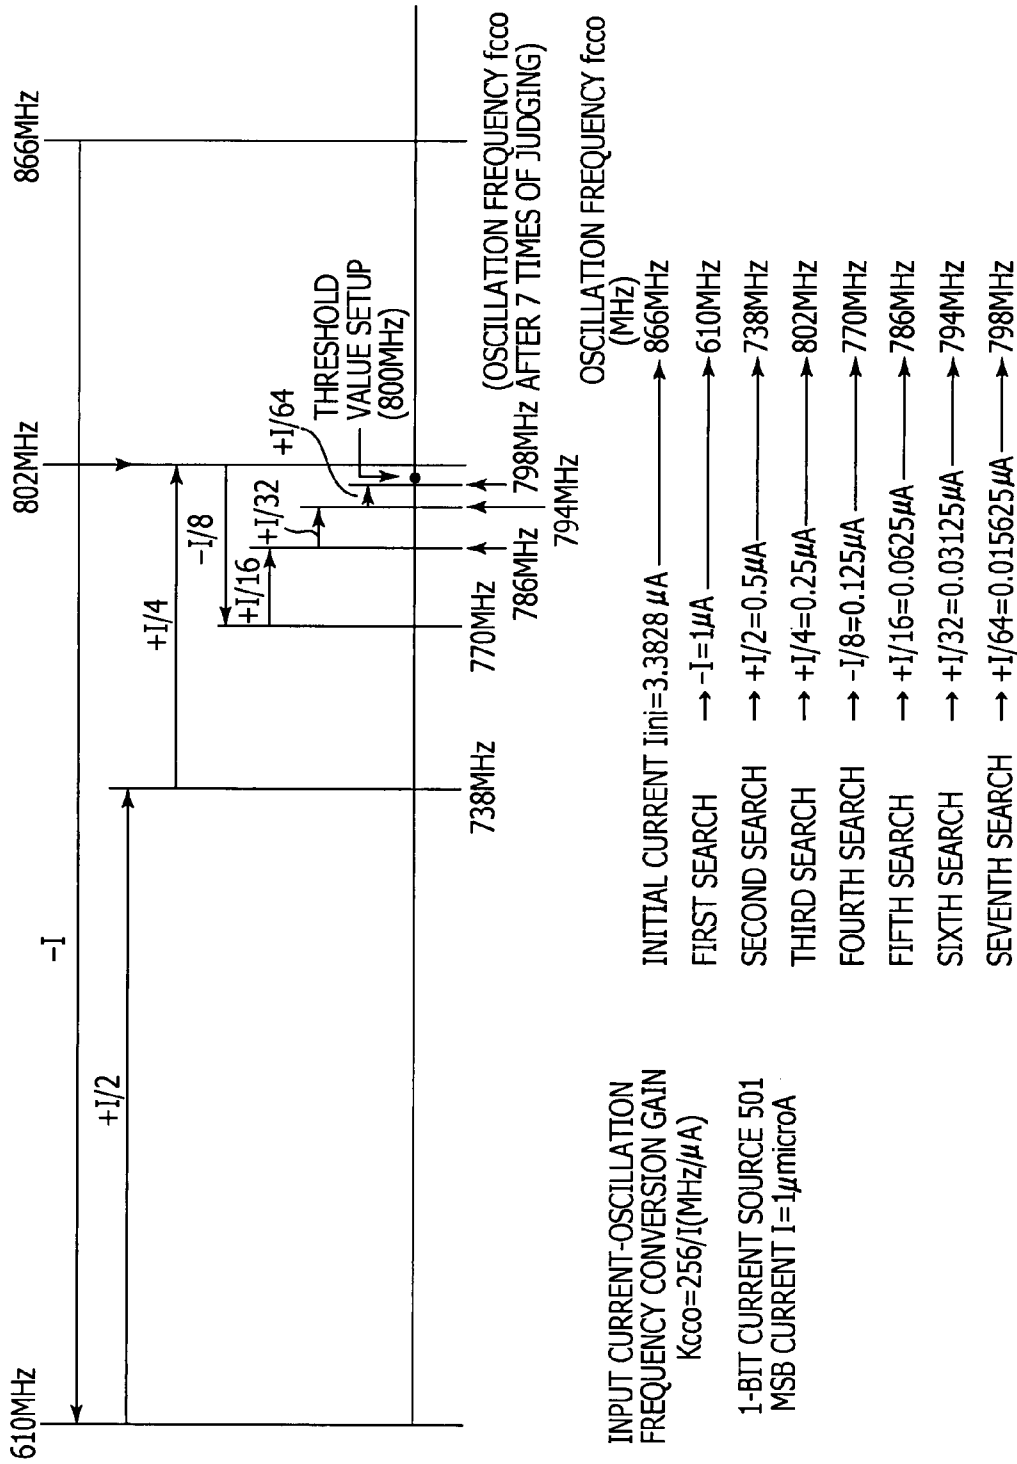 610MHz
802MHz
866MHz
-I
+I/2
+I/4
-I/8
+I/16
+I/32
+I/64
THRESHOLD
VALUE SETUP
(800MHz)
738MHz
770MHz
786MHz
794MHz
798MHz
(OSCILLATION FREQUENCY fcco
AFTER 7 TIMES OF JUDGING)
OSCILLATION FREQUENCY fcco
(MHz)
INITIAL CURRENT Iini=3.3828 μA → 866MHz
FIRST SEARCH → -I=1μA → 610MHz
SECOND SEARCH → +I/2=0.5μA → 738MHz
THIRD SEARCH → +I/4=0.25μA → 802MHz
FOURTH SEARCH → -I/8=0.125μA → 770MHz
FIFTH SEARCH → +I/16=0.0625μA → 786MHz
SIXTH SEARCH → +I/32=0.03125μA → 794MHz
SEVENTH SEARCH → +I/64=0.015625μA → 798MHz
INPUT CURRENT-OSCILLATION
FREQUENCY CONVERSION GAIN
Kcco=256/I(MHz/μA)
1-BIT CURRENT SOURCE 501
MSB CURRENT I=1μmicroA